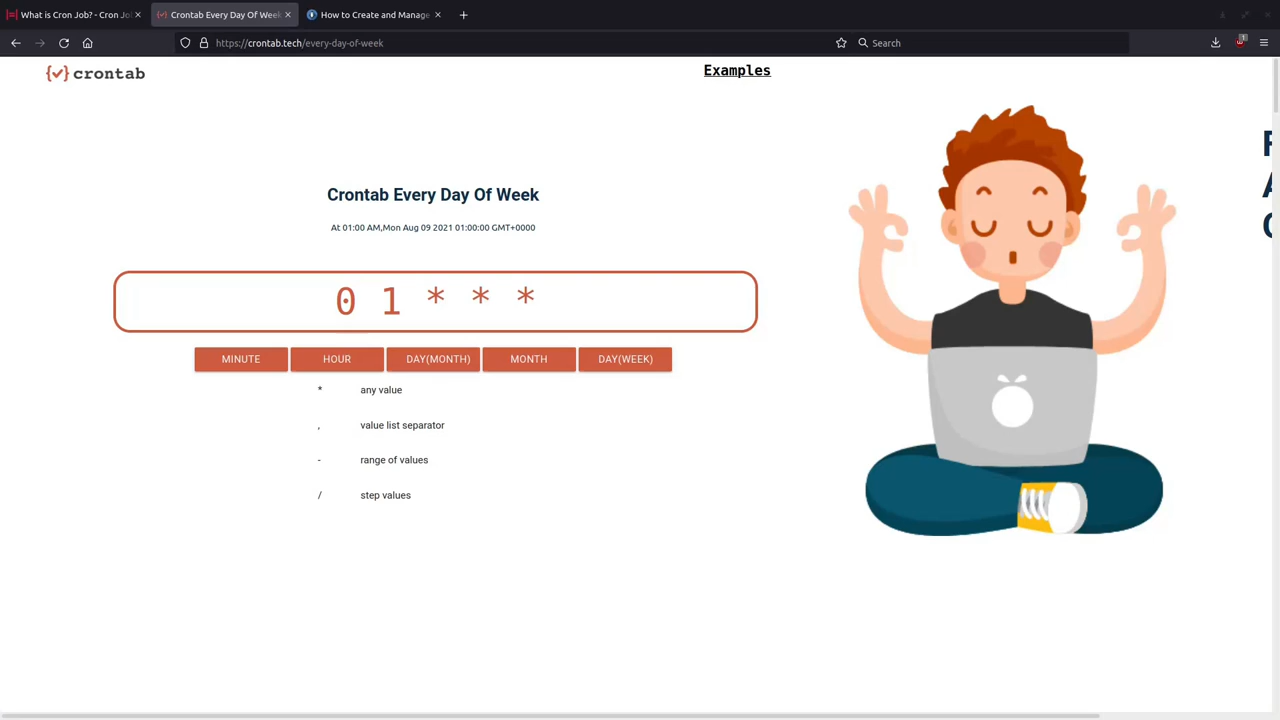 What is Cron Job? - Cron Jo
Crontab Every Day Of Week
How to Create and Manage
https://crontab.tech/every-day-of-week
Search
1
crontab
Examples
Crontab Every Day Of Week
At 01:00 AM,Mon Aug 09 2021 01:00:00 GMT+0000
0 1 * * *
MINUTE HOUR DAY(MONTH) MONTH DAY(WEEK)
* any value
, value list separator
- range of values
/ step values